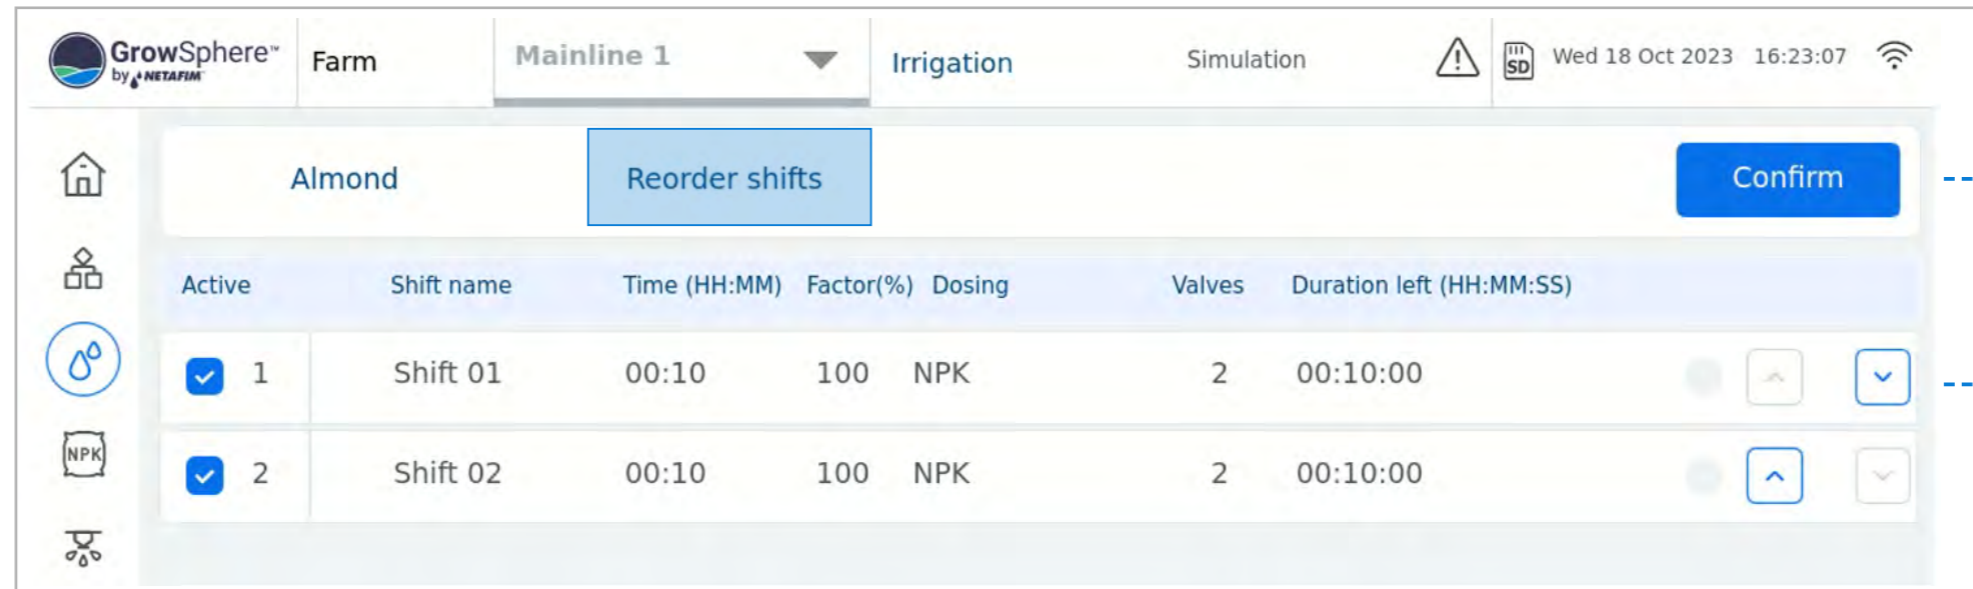 GrowSphere™ Farm Mainline 1 Irrigation Simulation SD Wed 18 Oct 2023 16:23:07
by NETAFIM™
Almond Reorder shifts Confirm
Active Shift name Time (HH:MM) Factor(%) Dosing Valves Duration left (HH:MM:SS)
1 Shift 01 00:10 100 NPK 2 00:10:00
NPK
2 Shift 02 00:10 100 NPK 2 00:10:00